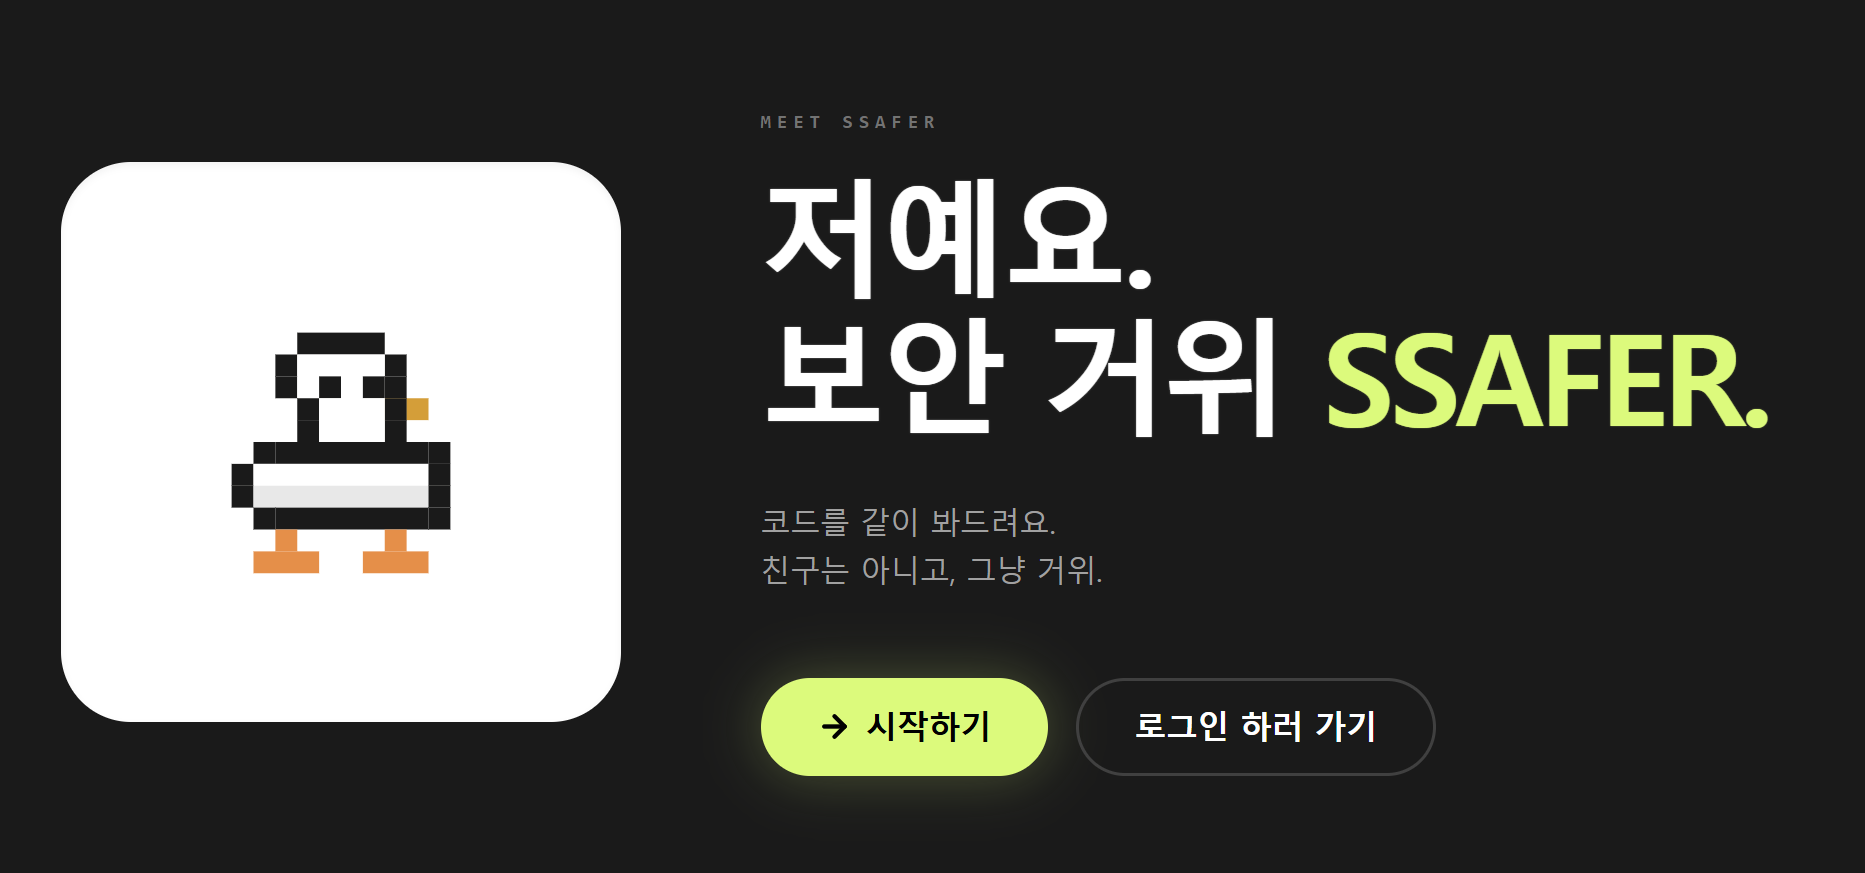 MEET SSAFER
저예요.
보안 거위 SSAFER.
코드를 같이 봐드려요.
친구는 아니고, 그냥 거위.
→ 시작하기
로그인 하러 가기